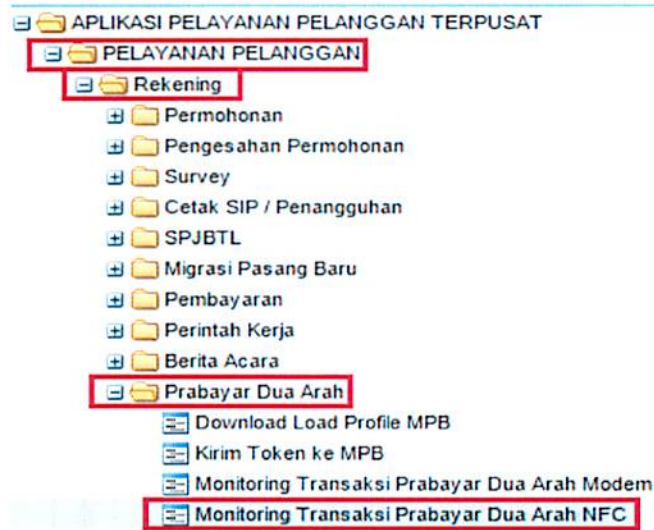 APLIKASI PELAYANAN PELANGGAN TERPUSAT
PELAYANAN PELANGGAN
Rekening
Permohonan
Pengesahan Permohonan
Survey
Cetak SIP / Penangguhan
SPJBTL
Migrasi Pasang Baru
Pembayaran
Perintah Kerja
Berita Acara
Prabayar Dua Arah
Download Load Profile MPB
Kirim Token ke MPB
Monitoring Transaksi Prabayar Dua Arah Modem
Monitoring Transaksi Prabayar Dua Arah NFC